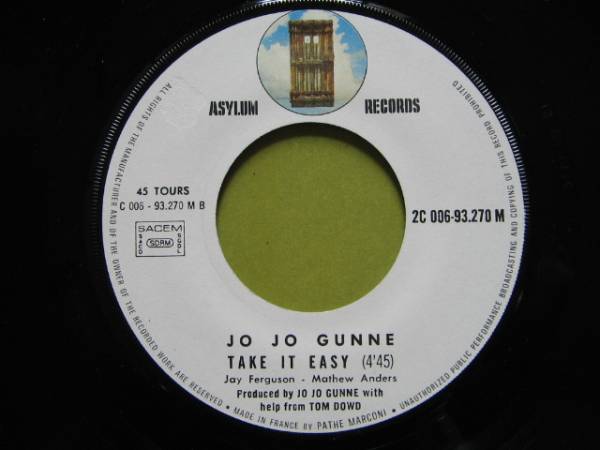 ASYLUM RECORDS
45 TOURS
C 006 - 93.270 M B
2C 006-93.270 M
SACEM
SACD SDRM SGDL
JO JO GUNNE
TAKE IT EASY (4'45)
Jay Ferguson - Mathew Anders
Produced by JO JO GUNNE with
help from TOM DOWD
ALL RIGHTS OF THE MANUFACTURER AND OF THE OWNER OF THE RECORDED WORK ARE RESERVED • UNAUTHORIZED PUBLIC PERFORMANCE BROADCASTING AND COPYING OF THIS RECORD PROHIBITED
• MADE IN FRANCE BY PATHE MARCONI •